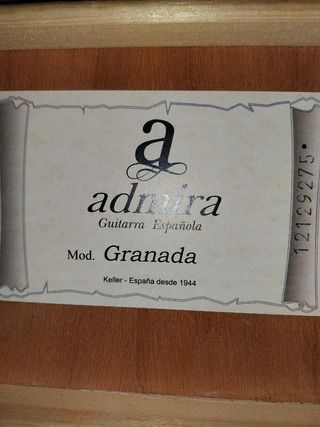 a
admira
Guitarra Española
Mod. Granada
Keller - España desde 1944
12129275